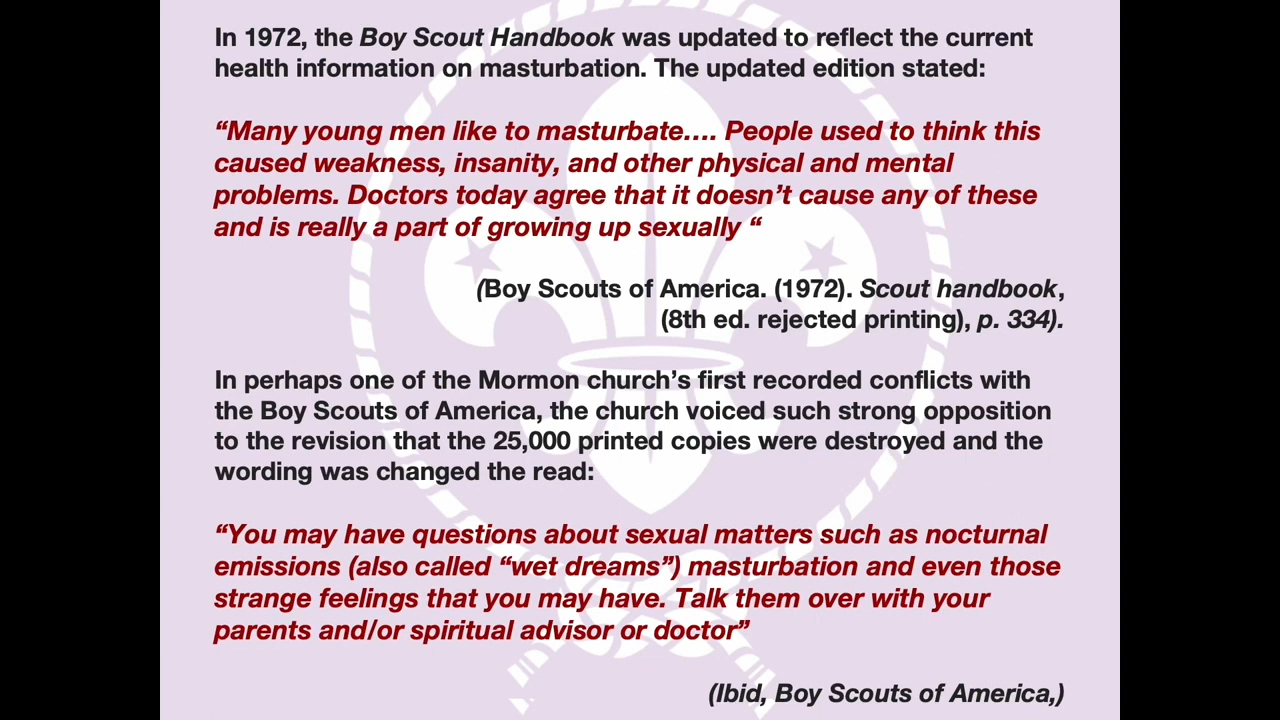 In 1972, the Boy Scout Handbook was updated to reflect the current
health information on masturbation. The updated edition stated:
“Many young men like to masturbate…. People used to think this
caused weakness, insanity, and other physical and mental
problems. Doctors today agree that it doesn’t cause any of these
and is really a part of growing up sexually “
(Boy Scouts of America. (1972). Scout handbook,
(8th ed. rejected printing), p. 334).
In perhaps one of the Mormon church’s first recorded conflicts with
the Boy Scouts of America, the church voiced such strong opposition
to the revision that the 25,000 printed copies were destroyed and the
wording was changed the read:
“You may have questions about sexual matters such as nocturnal
emissions (also called “wet dreams”) masturbation and even those
strange feelings that you may have. Talk them over with your
parents and/or spiritual advisor or doctor”
(Ibid, Boy Scouts of America,)